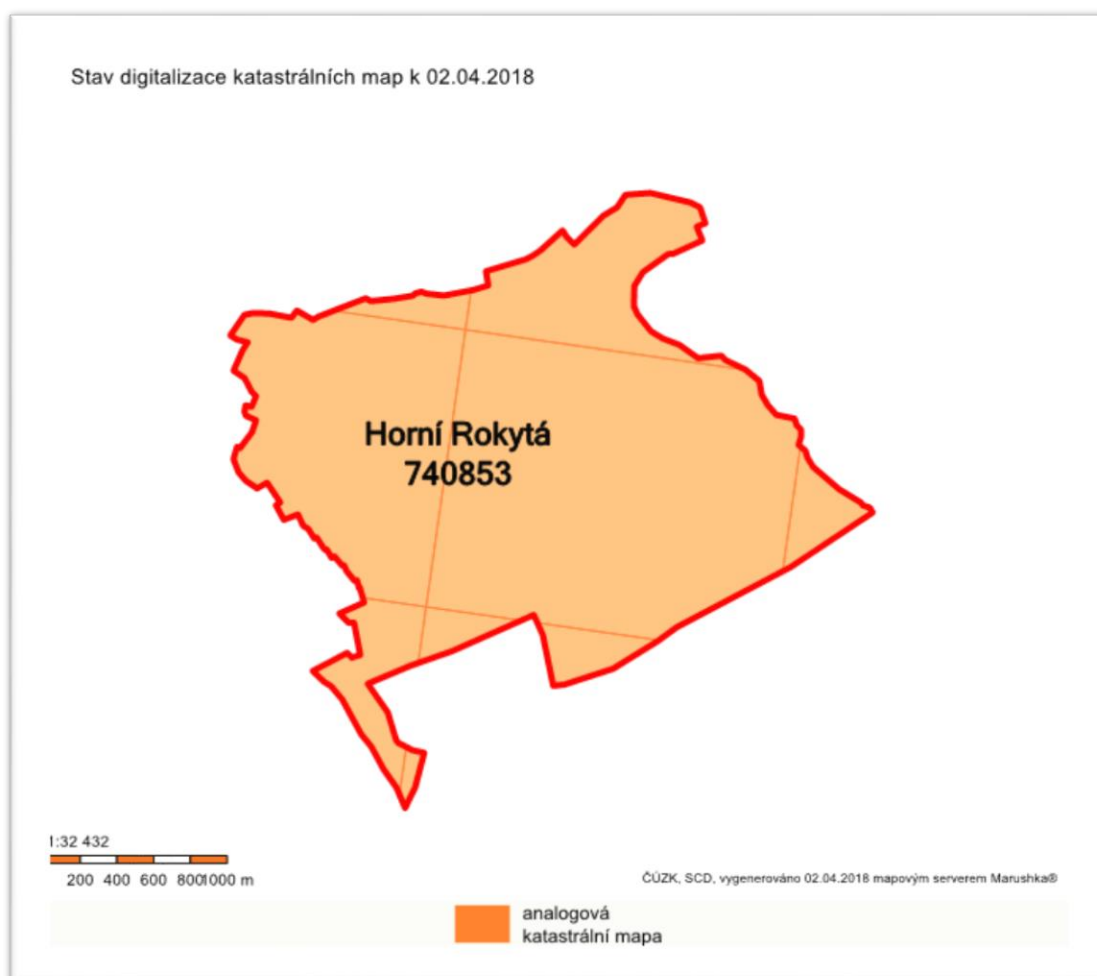 Stav digitalizace katastrálních map k 02.04.2018
Horní Rokytá
740853
1:32 432
200 400 600 8001000 m
ČÚZK, SCD, vygenerováno 02.04.2018 mapovým serverem Marushka®
analogová
katastrální mapa